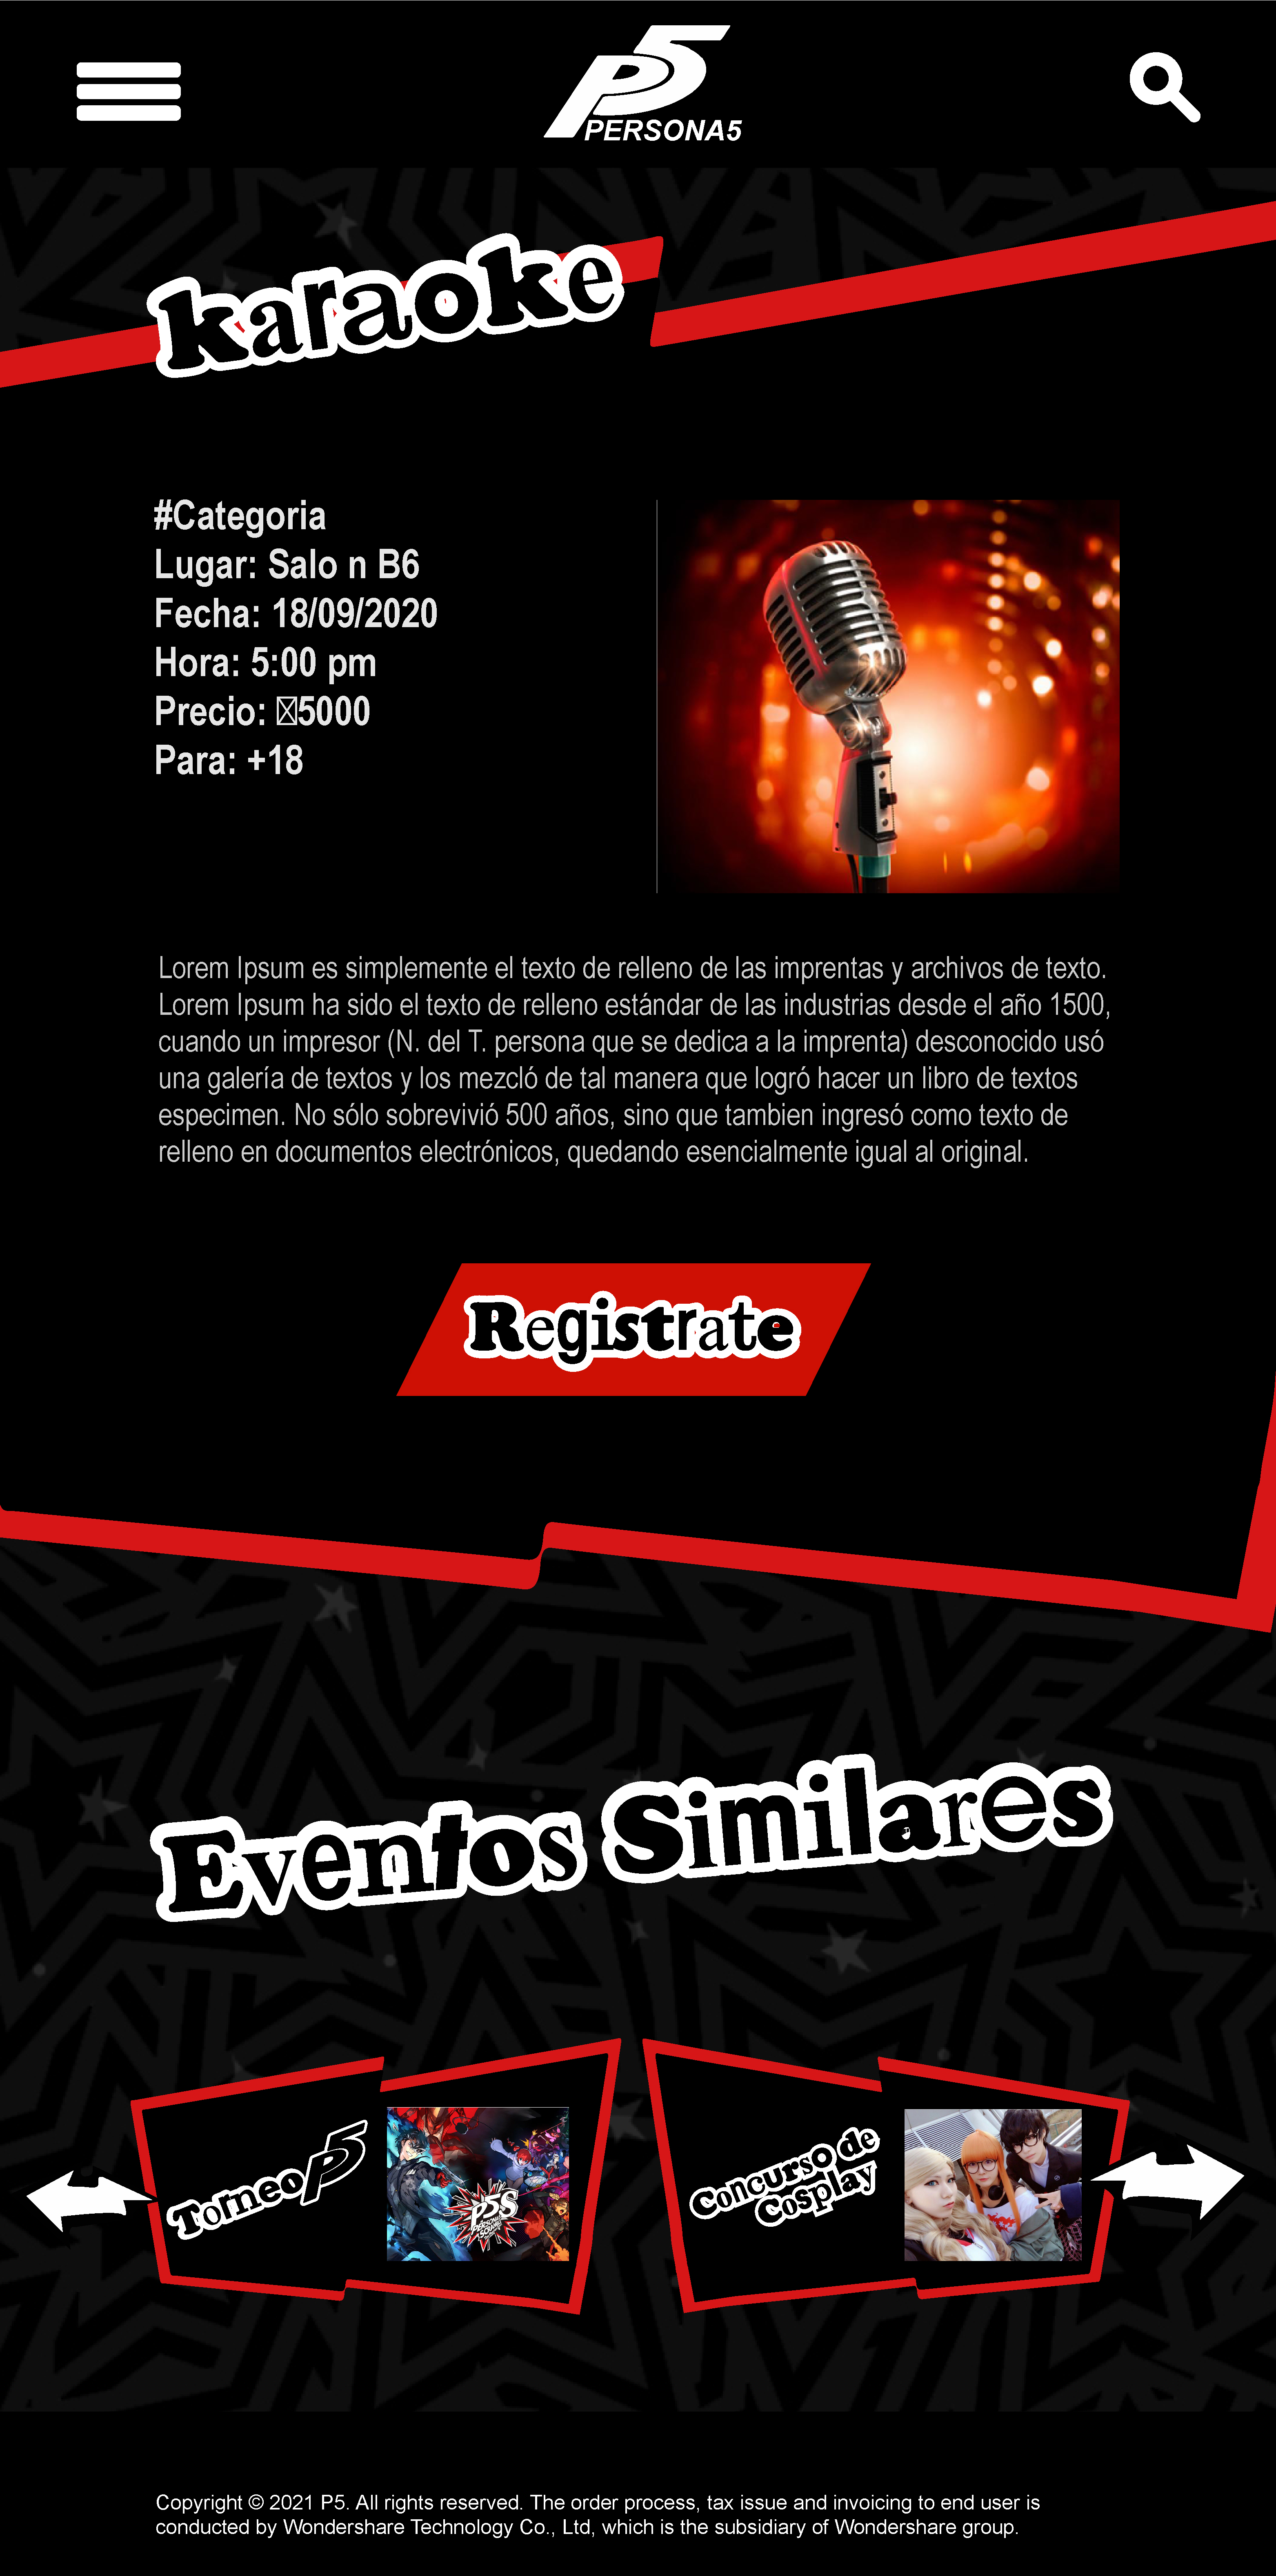 P5
PERSONA5
karaoke
#Categoria
Lugar: Salo n B6
Fecha: 18/09/2020
Hora: 5:00 pm
Precio: 5000
Para: +18
Lorem Ipsum es simplemente el texto de relleno de las imprentas y archivos de texto.
Lorem Ipsum ha sido el texto de relleno estándar de las industrias desde el año 1500,
cuando un impresor (N. del T. persona que se dedica a la imprenta) desconocido usó
una galería de textos y los mezcló de tal manera que logró hacer un libro de textos
especimen. No sólo sobrevivió 500 años, sino que tambien ingresó como texto de
relleno en documentos electrónicos, quedando esencialmente igual al original.
Registrate
Eventos Similares
Torneo P5
P5S
Concurso de
Cosplay
Copyright © 2021 P5. All rights reserved. The order process, tax issue and invoicing to end user is
conducted by Wondershare Technology Co., Ltd, which is the subsidiary of Wondershare group.